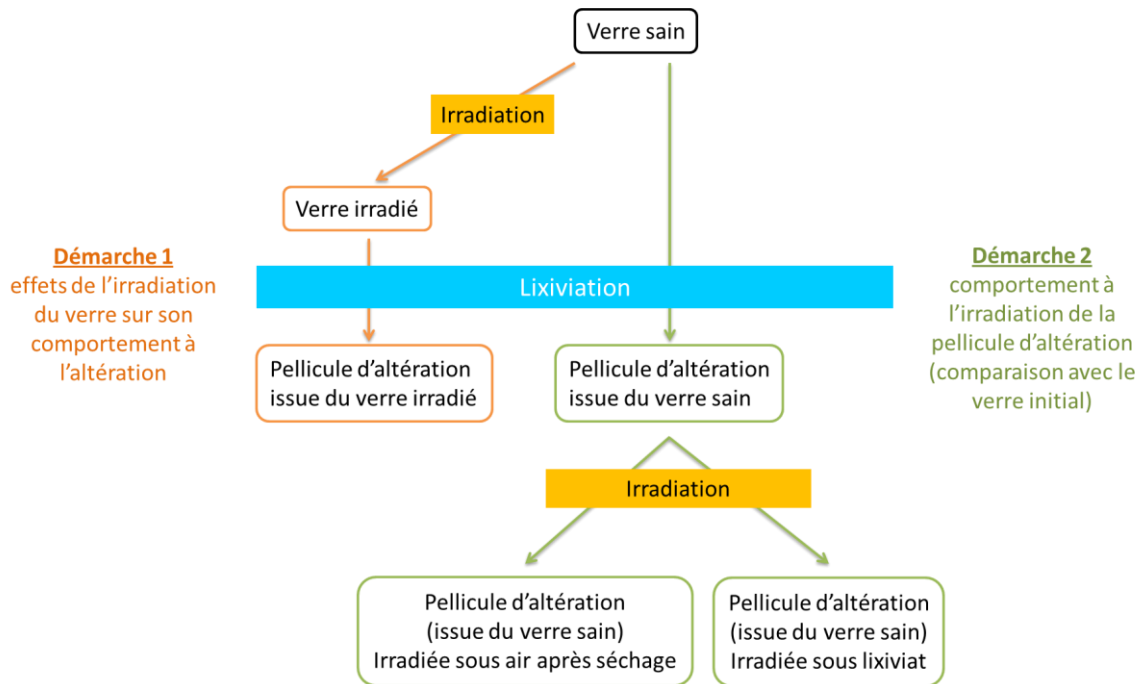 Verre sain
Irradiation
Verre irradié
Démarche 1
effets de l’irradiation
du verre sur son
comportement à
l’altération
Lixiviation
Démarche 2
comportement à
l’irradiation de la
pellicule d’altération
(comparaison avec le
verre initial)
Pellicule d’altération
issue du verre irradié
Pellicule d’altération
issue du verre sain
Irradiation
Pellicule d’altération
(issue du verre sain)
Irradiée sous air après séchage
Pellicule d’altération
(issue du verre sain)
Irradiée sous lixiviat